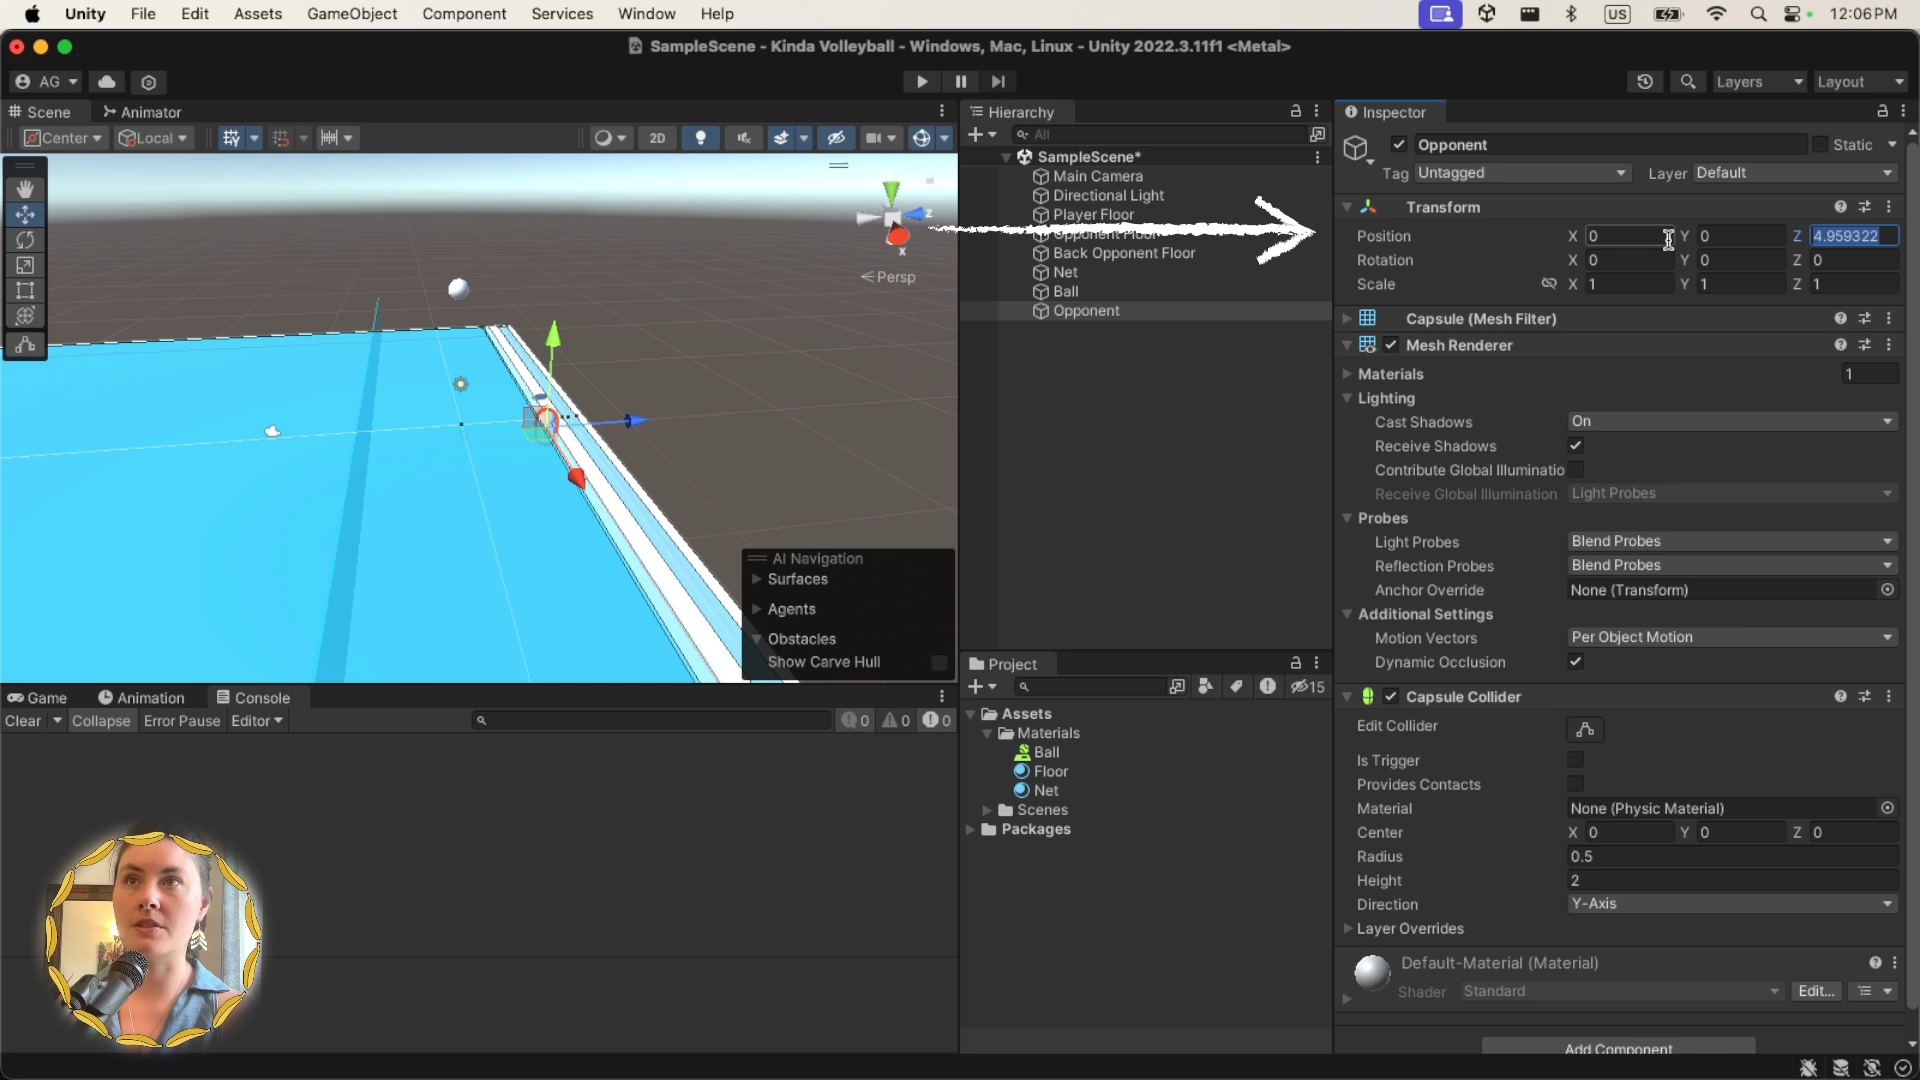 Unity File Edit Assets GameObject Component Services Window Help US 12:06 PM
SampleScene - Kinda Volleyball - Windows, Mac, Linux - Unity 2022.3.11f1 <Metal>
AG Layers Layout
Scene Animator
Center Local 2D
z
x
Persp
AI Navigation
Surfaces
Agents
Obstacles
Show Carve Hull
Game Animation Console
Clear Collapse Error Pause Editor 0 0 0
Hierarchy
All
SampleScene*
Main Camera
Directional Light
Player Floor
Opponent Floor
Back Opponent Floor
Net
Ball
Opponent
Project
15
Assets
Materials
Ball
Floor
Net
Scenes
Packages
Inspector
Opponent Static
Tag Untagged Layer Default
Transform
Position X 0 Y 0 Z 4.959322
Rotation X 0 Y 0 Z 0
Scale X 1 Y 1 Z 1
Capsule (Mesh Filter)
Mesh Renderer
Materials 1
Lighting
Cast Shadows On
Receive Shadows
Contribute Global Illuminatio
Receive Global Illumination Light Probes
Probes
Light Probes Blend Probes
Reflection Probes Blend Probes
Anchor Override None (Transform)
Additional Settings
Motion Vectors Per Object Motion
Dynamic Occlusion
Capsule Collider
Edit Collider
Is Trigger
Provides Contacts
Material None (Physic Material)
Center X 0 Y 0 Z 0
Radius 0.5
Height 2
Direction Y-Axis
Layer Overrides
Default-Material (Material)
Shader Standard Edit...
Add Component